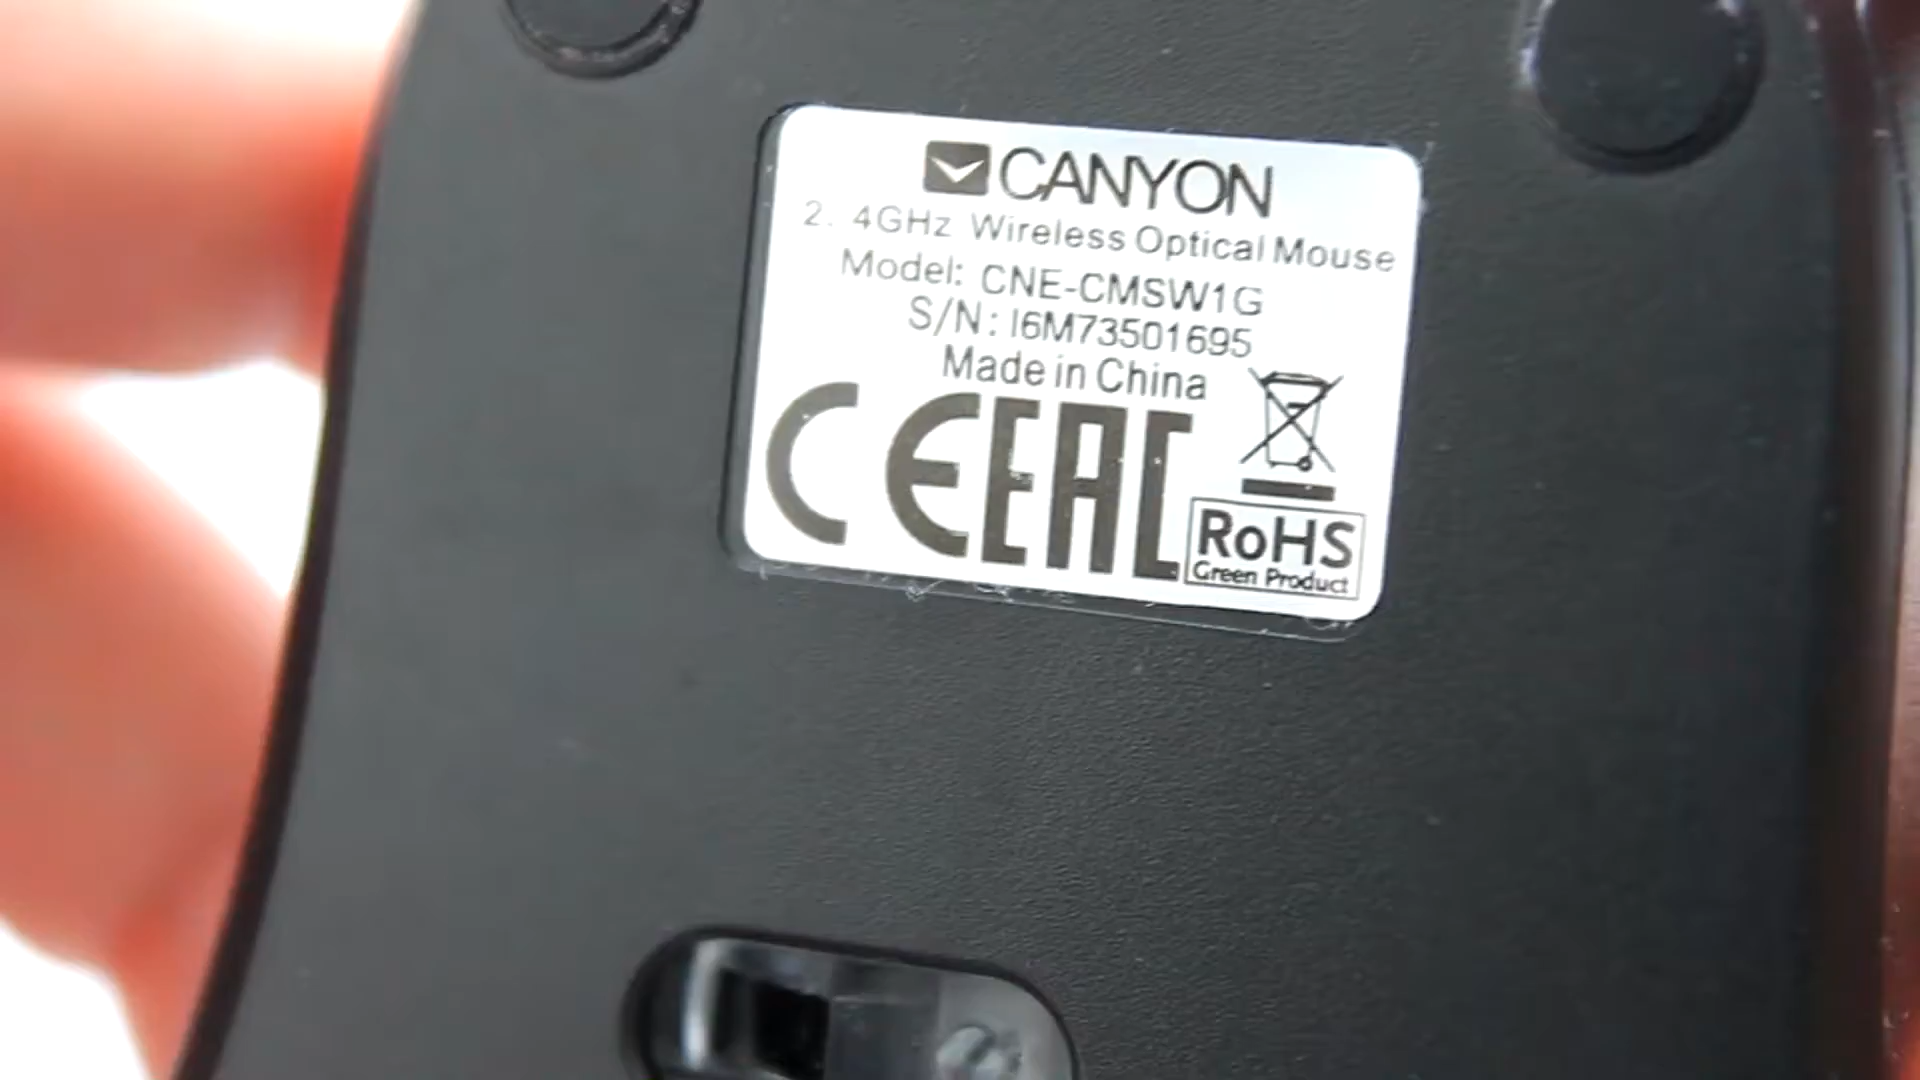 CANYON
2. 4GHz Wireless Optical Mouse
Model: CNE-CMSW1G
S/N: I6M73501695
Made in China
CE EAC
RoHS
Green Product